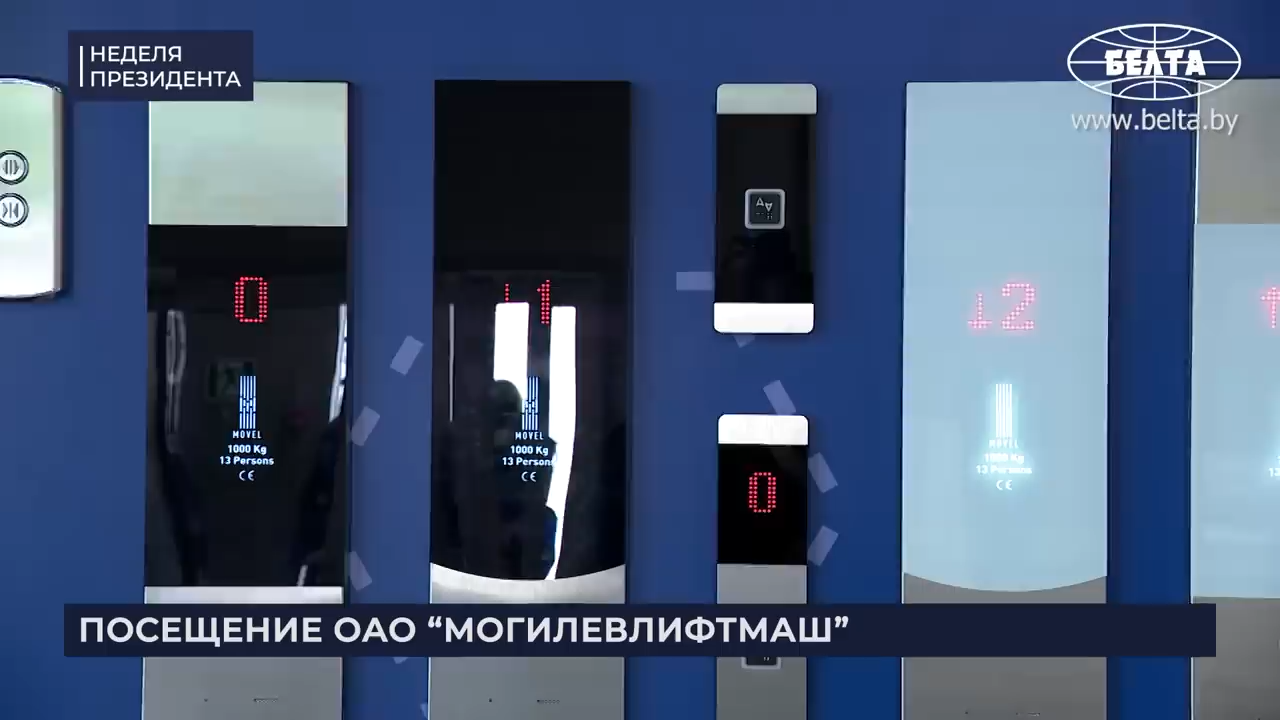 НЕДЕЛЯ
ПРЕЗИДЕНТА
БЕЛТА
www.belta.by
0
↓1
↓2
↑
MOVEL
1000 Kg
13 Persons
CE
MOVEL
1000 Kg
13 Persons
CE
0
MOVEL
1000 Kg
13 Persons
CE
13
ПОСЕЩЕНИЕ ОАО “МОГИЛЕВЛИФТМАШ”